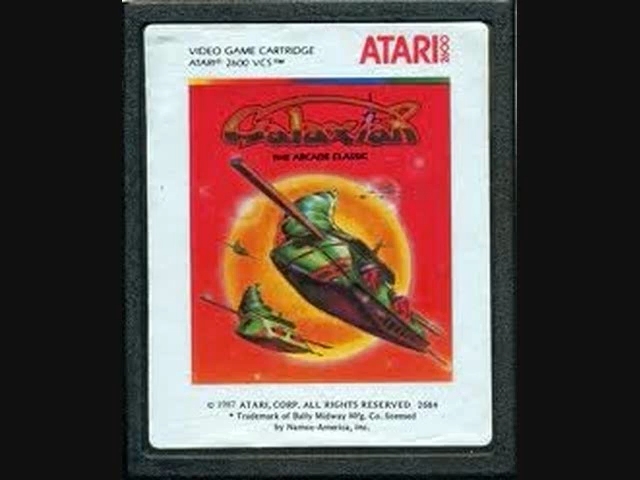 VIDEO GAME CARTRIDGE
ATARI® 2600 VCS™
ATARI 2600
Galaxian
THE ARCADE CLASSIC
© 1987 ATARI, CORP. ALL RIGHTS RESERVED 2684
* Trademark of Bally Midway Mfg. Co. licensed
by Namco-America, Inc.